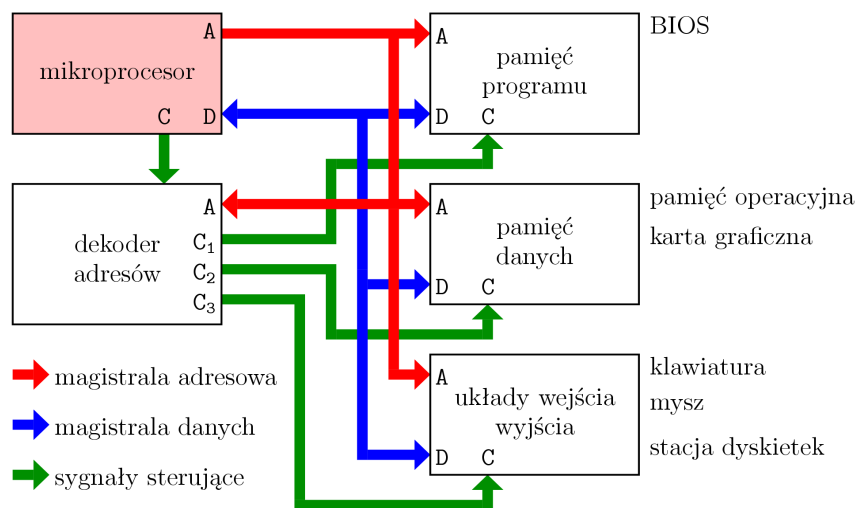 A
mikroprocesor
C D
A
pamięć
programu
D C
BIOS
A
dekoder
adresów
C1
C2
C3
A
pamięć
danych
D C
pamięć operacyjna
karta graficzna
A
układy wejścia
wyjścia
D C
klawiatura
mysz
stacja dyskietek
magistrala adresowa
magistrala danych
sygnały sterujące